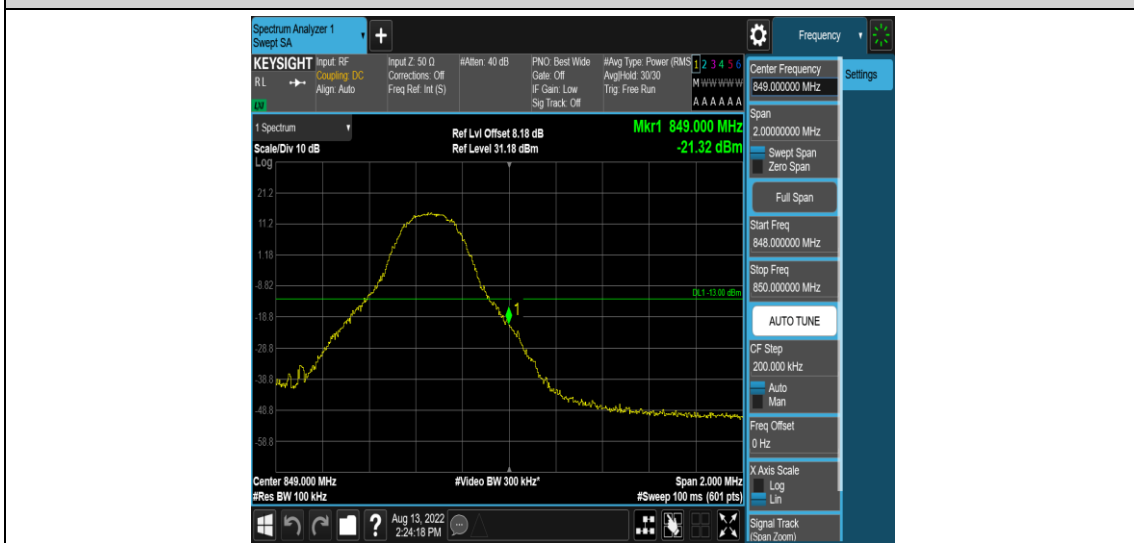 Spectrum Analyzer 1
Swept SA
Frequency
KEYSIGHT
Input: RF
Input Z: 50 Ω
#Atten: 40 dB
PNO: Best Wide
#Avg Type: Power (RMS
1 2 3 4 5 6
RL
Coupling: DC
Corrections: Off
Gate: Off
Avg|Hold: 30/30
M W W W W W
Align: Auto
Freq Ref: Int (S)
IF Gain: Low
Trig: Free Run
Sig Track: Off
A A A A A A
1 Spectrum
Ref Lvl Offset 8.18 dB
Mkr1 849.000 MHz
Scale/Div 10 dB
Ref Level 31.18 dBm
-21.32 dBm
Log
21.2
11.2
1.18
-8.82
DL1 -13.00 dBm
1
-18.8
-28.8
-38.8
-48.8
-58.8
Center 849.000 MHz
#Video BW 300 kHz*
Span 2.000 MHz
#Res BW 100 kHz
#Sweep 100 ms (601 pts)
Center Frequency
849.000000 MHz
Settings
Span
2.00000000 MHz
Swept Span
Zero Span
Full Span
Start Freq
848.000000 MHz
Stop Freq
850.000000 MHz
AUTO TUNE
CF Step
200.000 kHz
Auto
Man
Freq Offset
0 Hz
X Axis Scale
Log
Lin
Signal Track
(Span Zoom)
?
Aug 13, 2022
2:24:18 PM